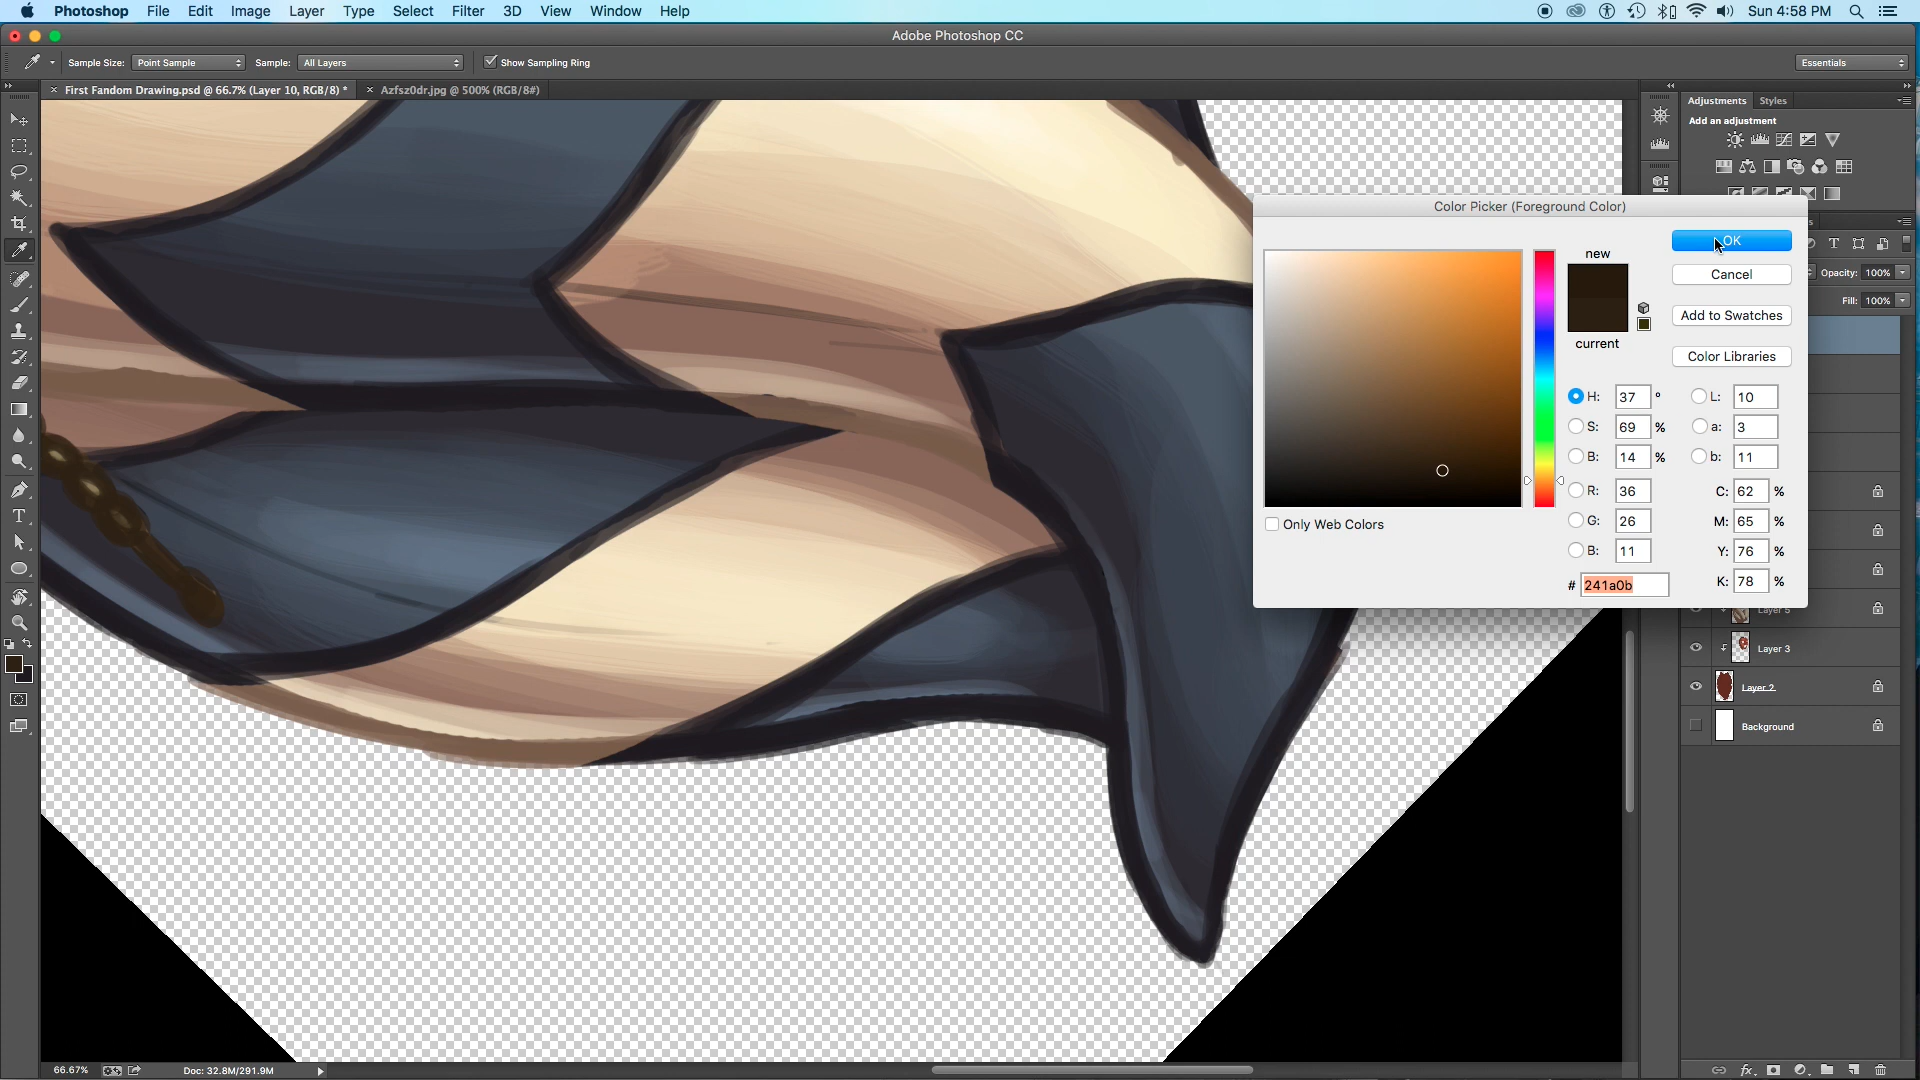 Photoshop File Edit Image Layer Type Select Filter 3D View Window Help Sun 4:58 PM
Adobe Photoshop CC
Sample Size: Point Sample Sample: All Layers Show Sampling Ring Essentials
× First Fandom Drawing.psd @ 66.7% (Layer 10, RGB/8) * × Azfsz0dr.jpg @ 500% (RGB/8#)
Adjustments Styles
Add an adjustment
Color Picker (Foreground Color)
OK
new
Cancel
Opacity: 100%
Fill: 100%
Add to Swatches
current
Color Libraries
H: 37 ° L: 10
S: 69 % a: 3
B: 14 % b: 11
R: 36 C: 62 %
G: 26 M: 65 %
B: 11 Y: 76 %
# 241a0b K: 78 %
Only Web Colors
Layer 5
Layer 3
Layer 2
Background
66.67% Doc: 32.8M/291.9M